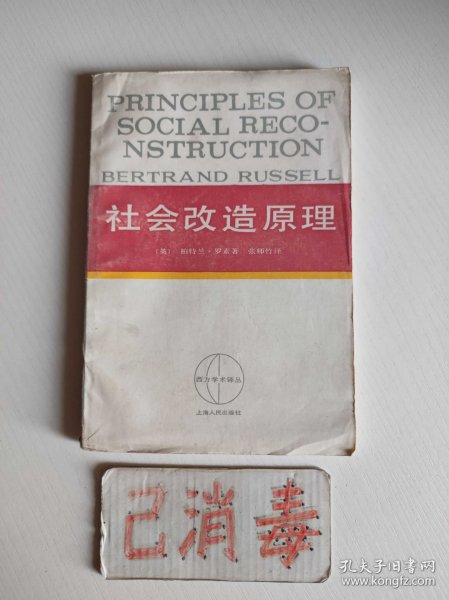 PRINCIPLES OF
SOCIAL RECO-
NSTRUCTION
BERTRAND RUSSELL
社会改造原理
〔英〕 柏特兰·罗素著 张师竹译
西方学术译丛
上海人民出版社
己消毒
孔夫子旧书网
www.kongfz.com